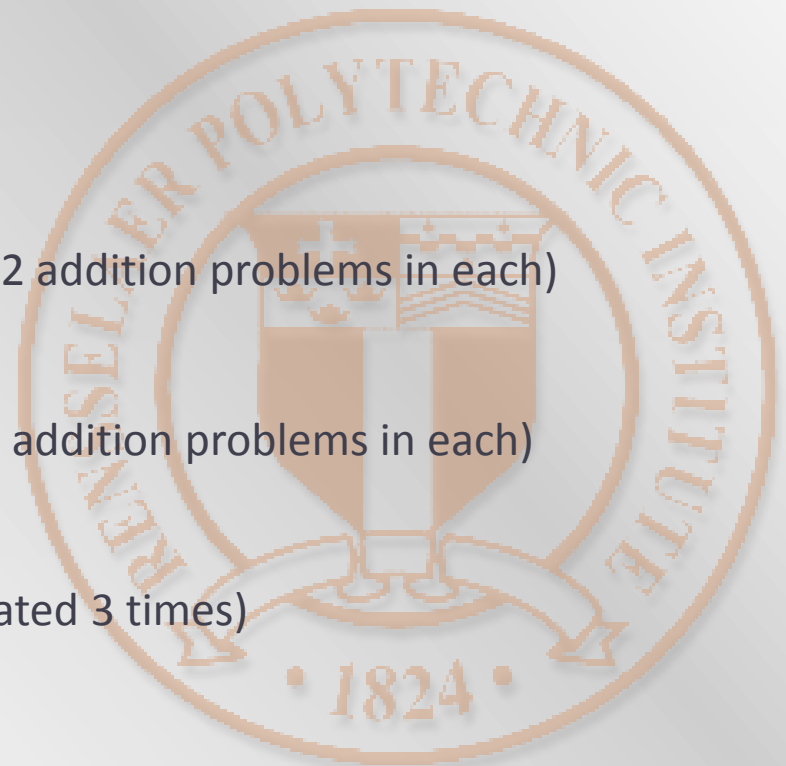 RENSSELAER POLYTECHNIC INSTITUTE
2 addition problems in each)
addition problems in each)
ated 3 times)
• 1824 •